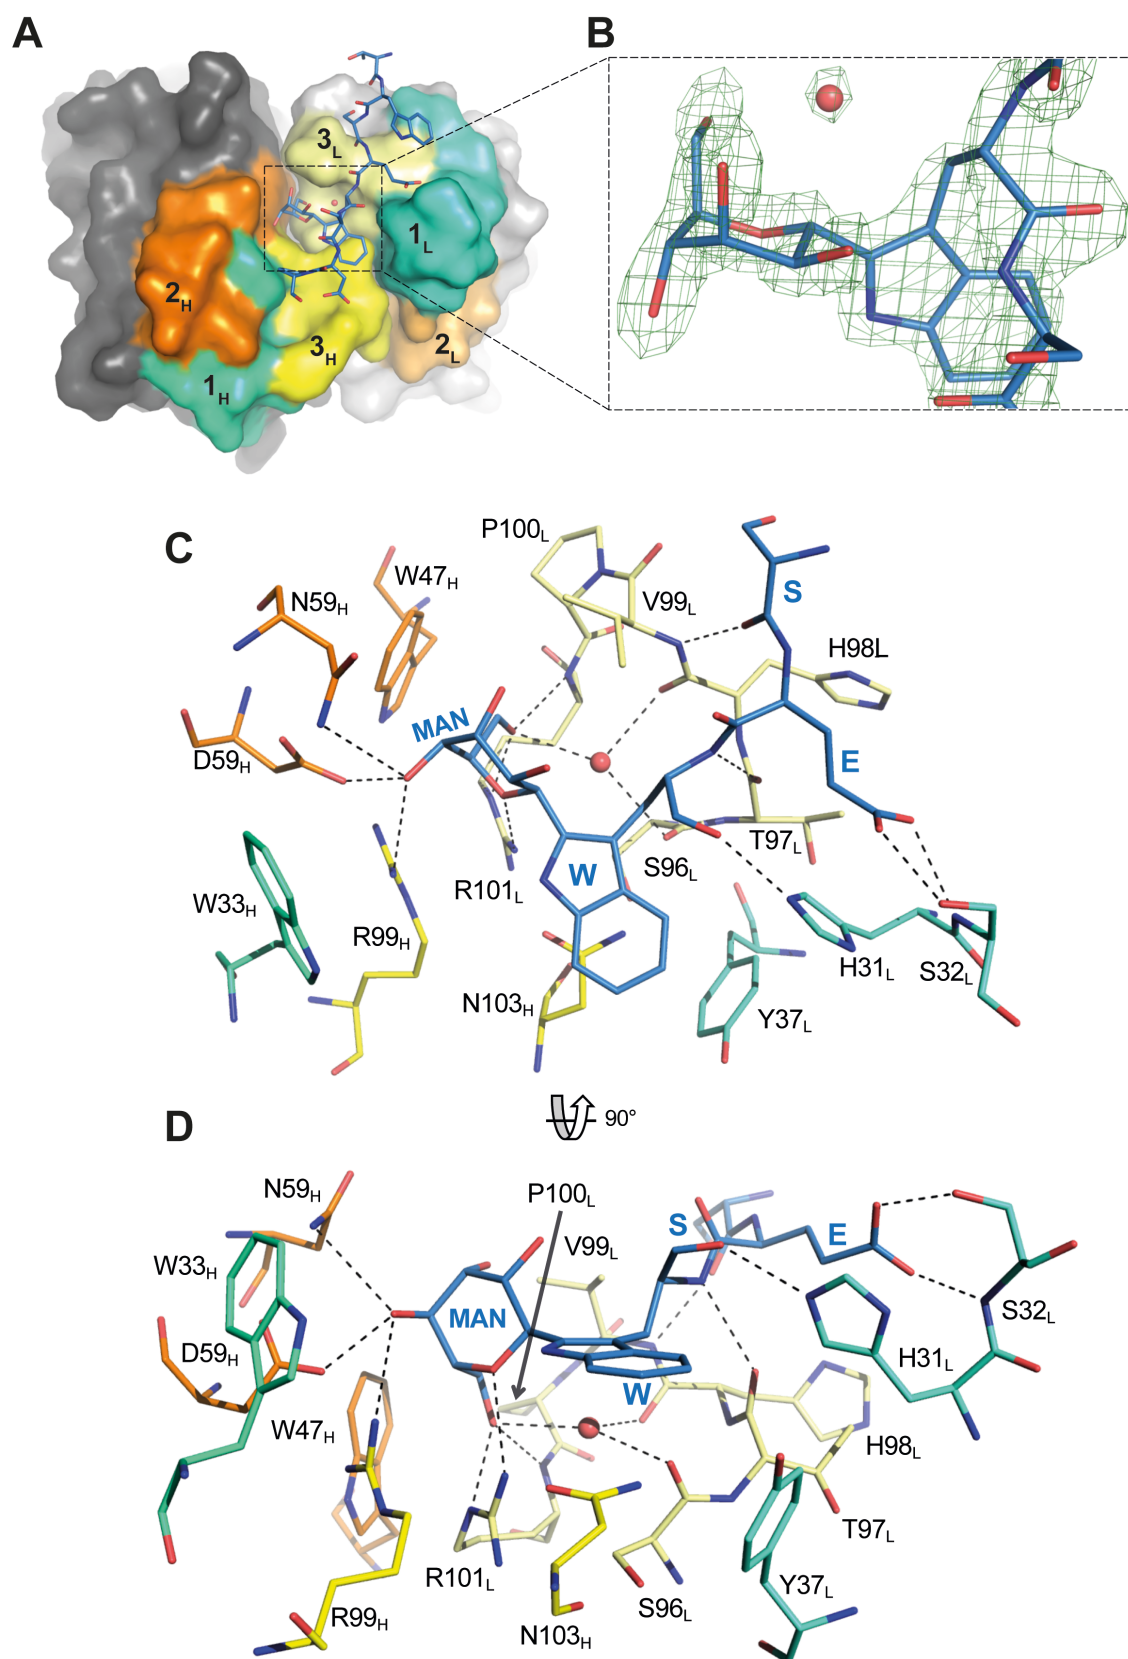 A
B
3L
1L
2H
3H
2L
1H
C
P100L
W47H
N59H
V99L
S
H98L
MAN
D59H
E
T97L
W
S96L
R101L
W33H
R99H
H31L
S32L
N103H
Y37L
90°
D
N59H
P100L
S
E
V99L
W33H
MAN
S32L
D59H
H31L
W
W47H
H98L
T97L
R101L
Y37L
R99H
S96L
N103H